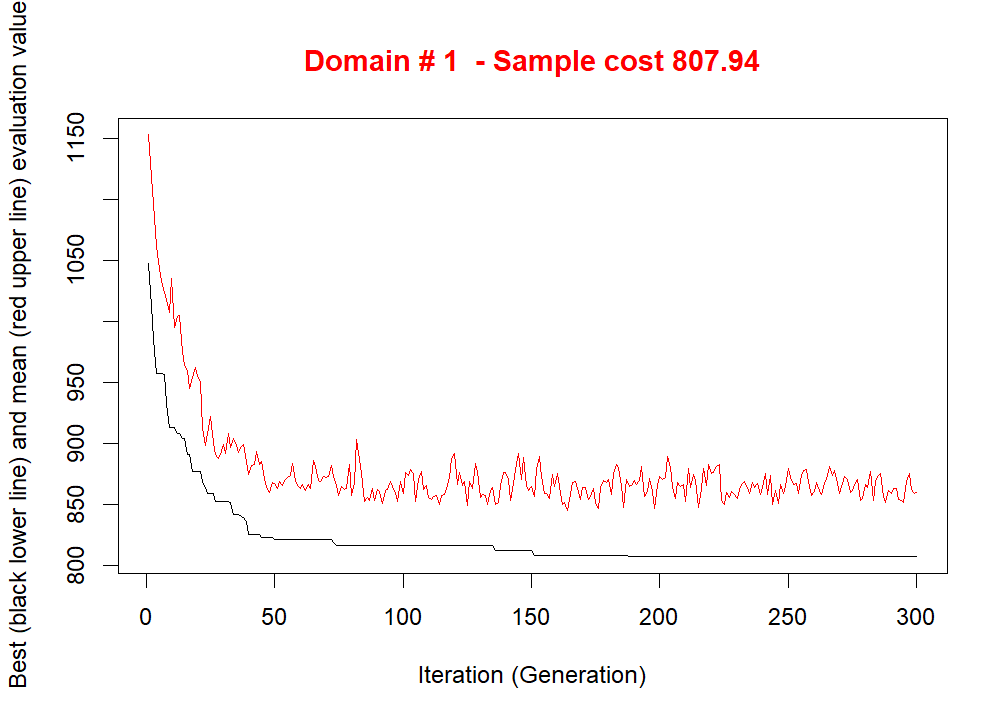 Domain # 1  - Sample cost 807.94
Best (black lower line) and mean (red upper line) evaluation value
1150
1050
950
900
850
800
0 50 100 150 200 250 300
Iteration (Generation)